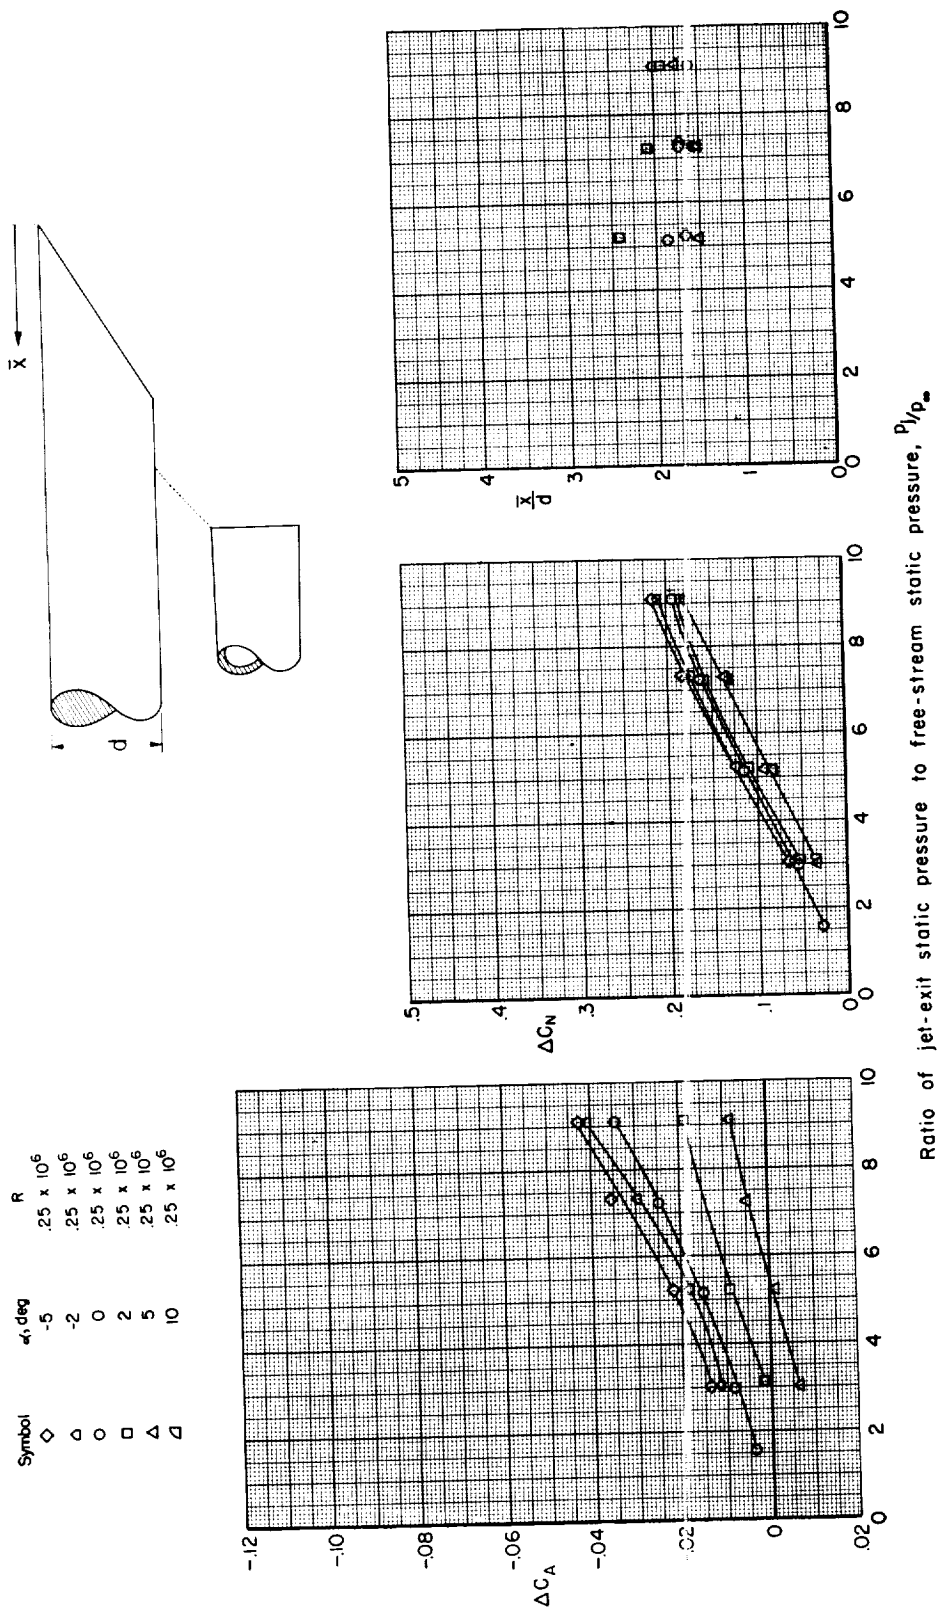 Symbol α, deg R
-5 .25 x 10⁶
-2 .25 x 10⁶
0 .25 x 10⁶
2 .25 x 10⁶
5 .25 x 10⁶
10 .25 x 10⁶
x̄
d
-.12
-.10
-.08
-.06
-.04
-.02
0
.02
ΔC_A
0 2 4 6 8 10
.5
.4
.3
.2
.1
0
ΔC_N
0 2 4 6 8 10
5
4
3
2
1
0
x̄/d
0 2 4 6 8 10
Ratio of jet-exit static pressure to free-stream static pressure, p_j/p_∞